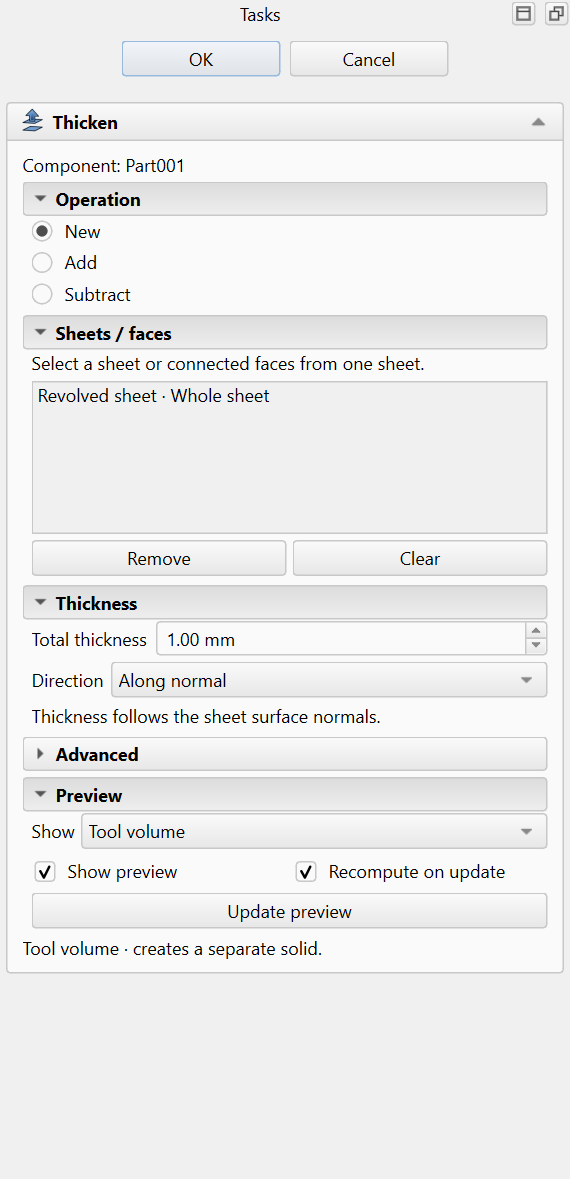 Tasks
OK Cancel
Thicken
Component: Part001
Operation
New
Add
Subtract
Sheets / faces
Select a sheet or connected faces from one sheet.
Revolved sheet · Whole sheet
Remove Clear
Thickness
Total thickness 1.00 mm
Direction Along normal
Thickness follows the sheet surface normals.
Advanced
Preview
Show Tool volume
Show preview Recompute on update
Update preview
Tool volume · creates a separate solid.